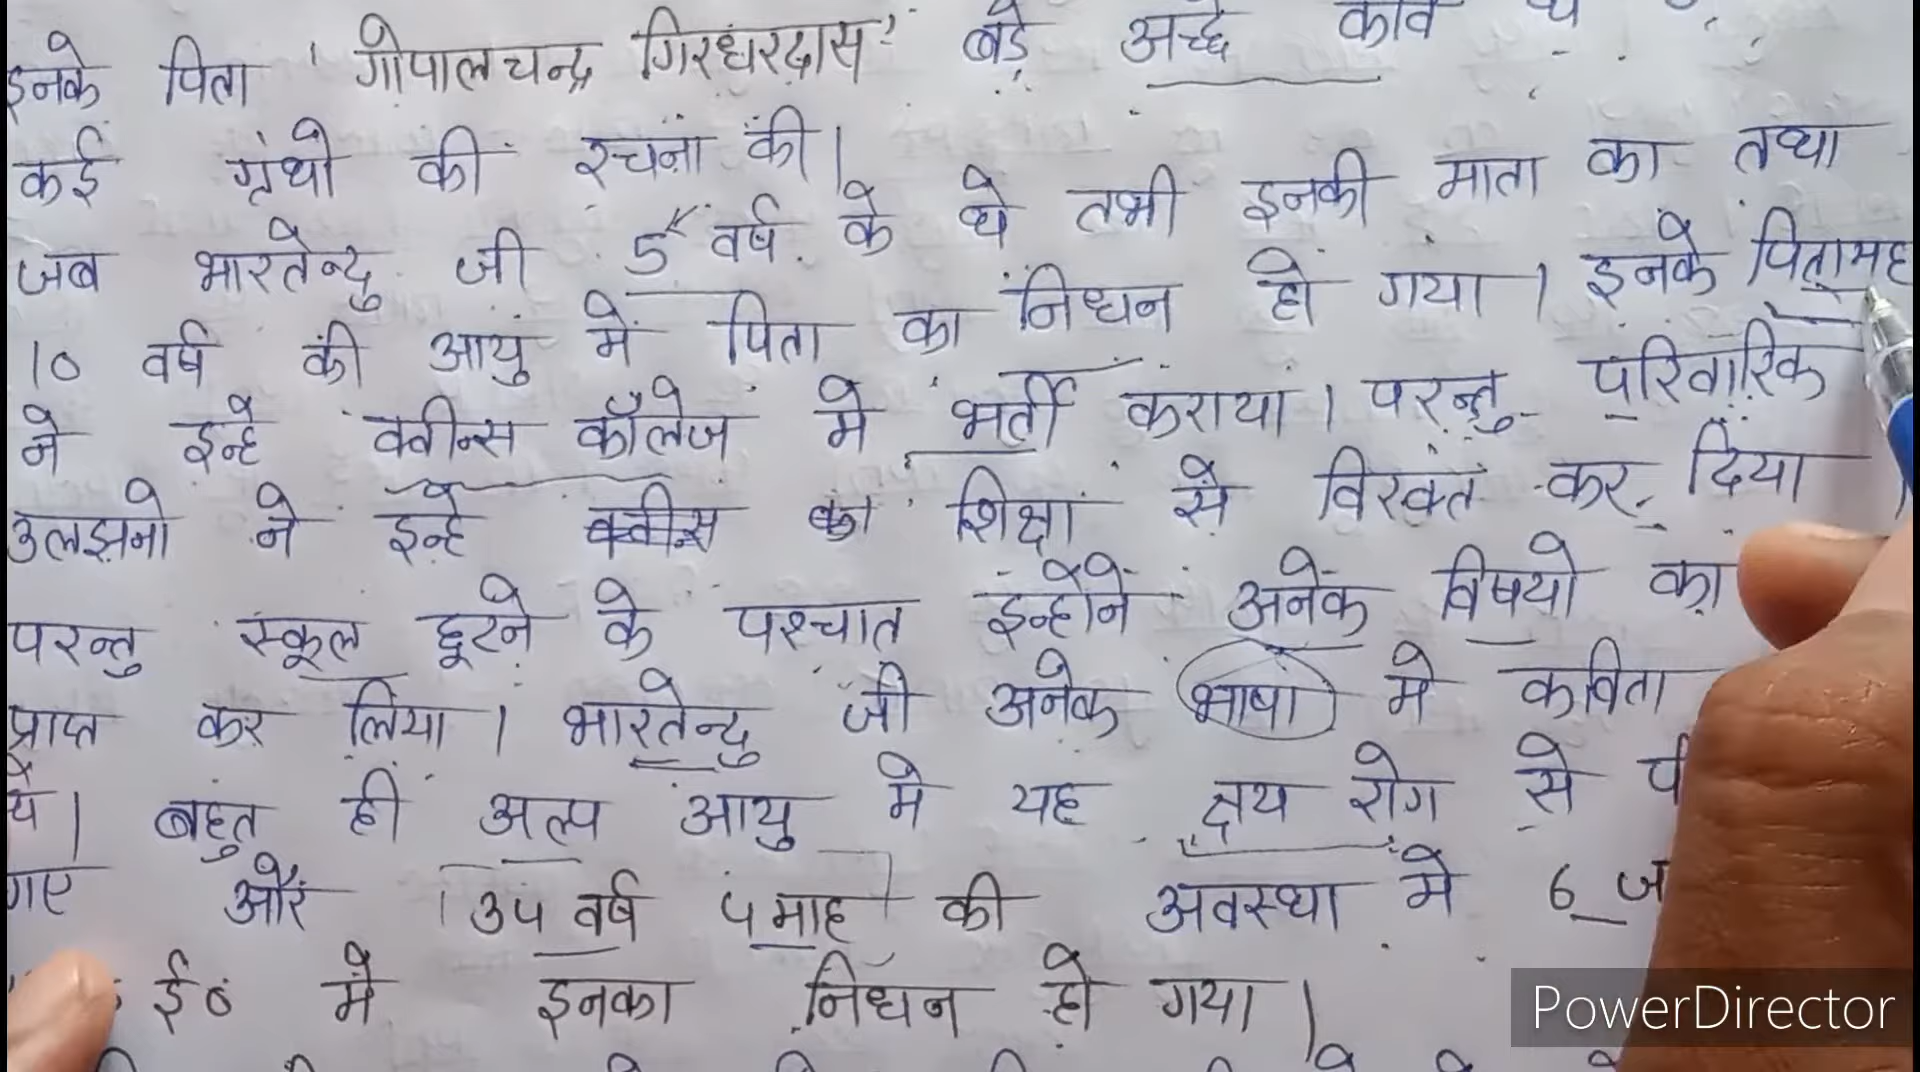 इनके पिता 'गोपालचन्द्र गिरधरदास' बड़े अच्छे कवि थे
कई ग्रंथो की रचना की।
जब भारतेन्दु जी 5 वर्ष के थे तभी इनकी माता का तथा
10 वर्ष की आयु में पिता का निधन हो गया। इनके पितामह
ने इन्हे क्वीन्स कॉलेज मे भर्ती कराया। परन्तु परिवारिक
उलझनो ने इन्हे का शिक्षा से विरक्त कर दिया।
परन्तु स्कूल छूटने के पश्चात इन्होंने अनेक विषयो का
प्राप्त कर लिया। भारतेन्दु जी अनेक भाषा मे कविता
थे। बहुत ही अल्प आयु मे यह क्षय रोग से
गए और 34 वर्ष 4 माह की अवस्था मे 6
ई० में इनका निधन हो गया।
PowerDirector